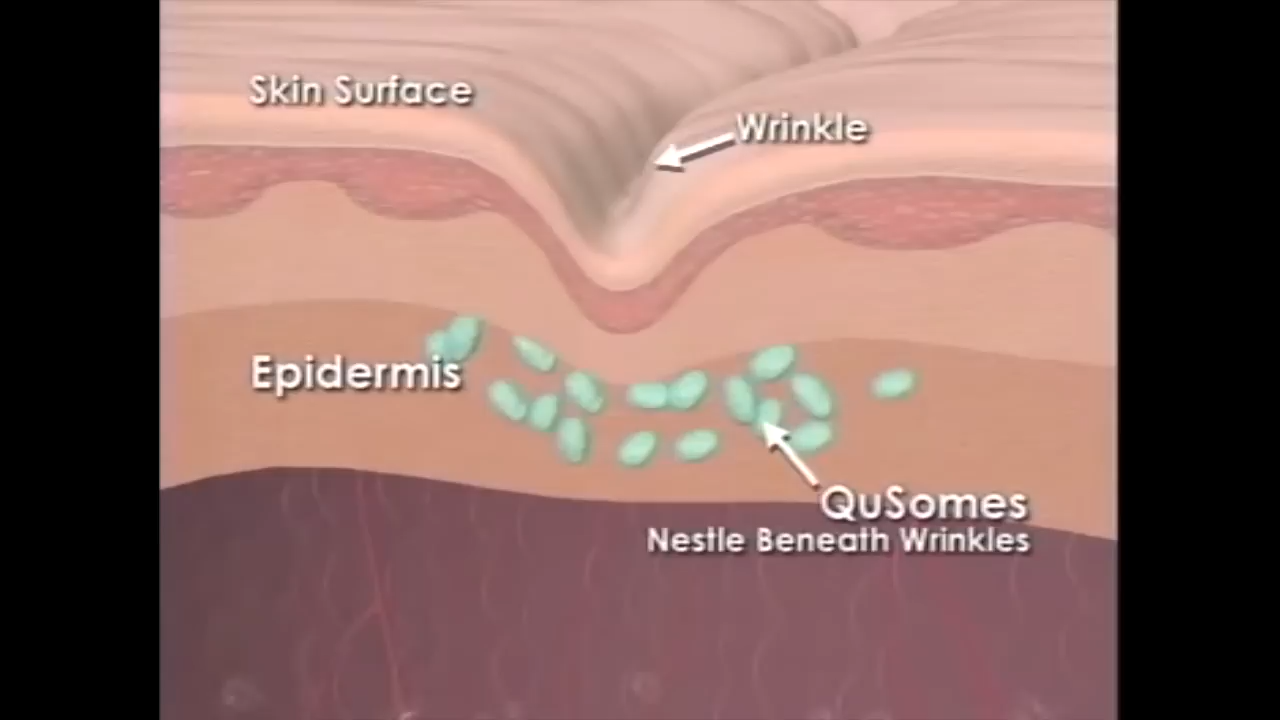 Skin Surface
Wrinkle
Epidermis
QuSomes
Nestle Beneath Wrinkles